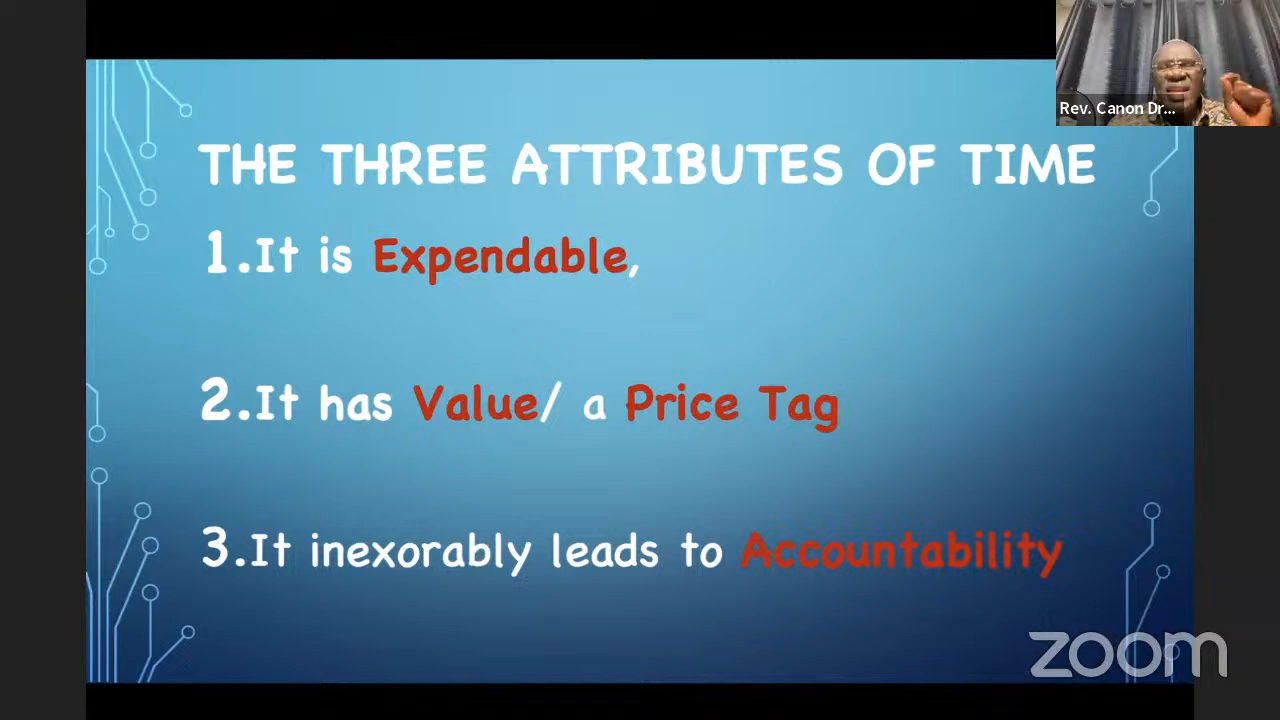 Rev. Canon Dr...
THE THREE ATTRIBUTES OF TIME
1.It is Expendable,
2.It has Value/ a Price Tag
3.It inexorably leads to Accountability
zoom